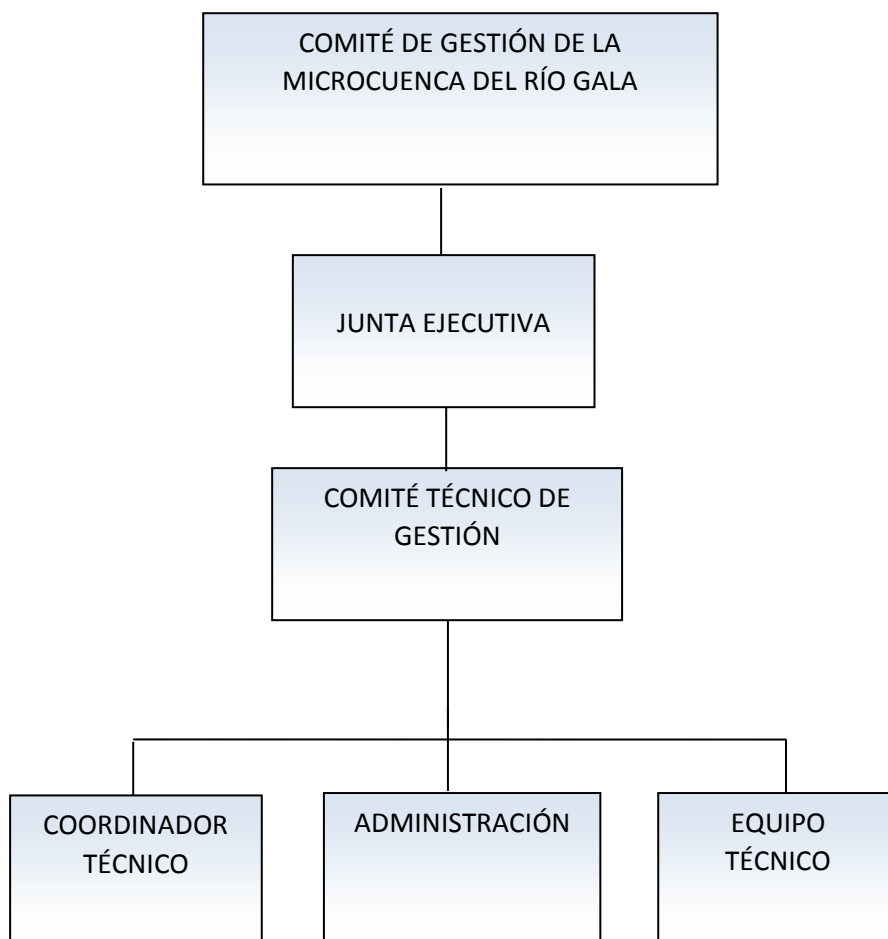 COMITÉ DE GESTIÓN DE LA
MICROCUENCA DEL RÍO GALA
JUNTA EJECUTIVA
COMITÉ TÉCNICO DE
GESTIÓN
COORDINADOR
TÉCNICO
ADMINISTRACIÓN
EQUIPO
TÉCNICO